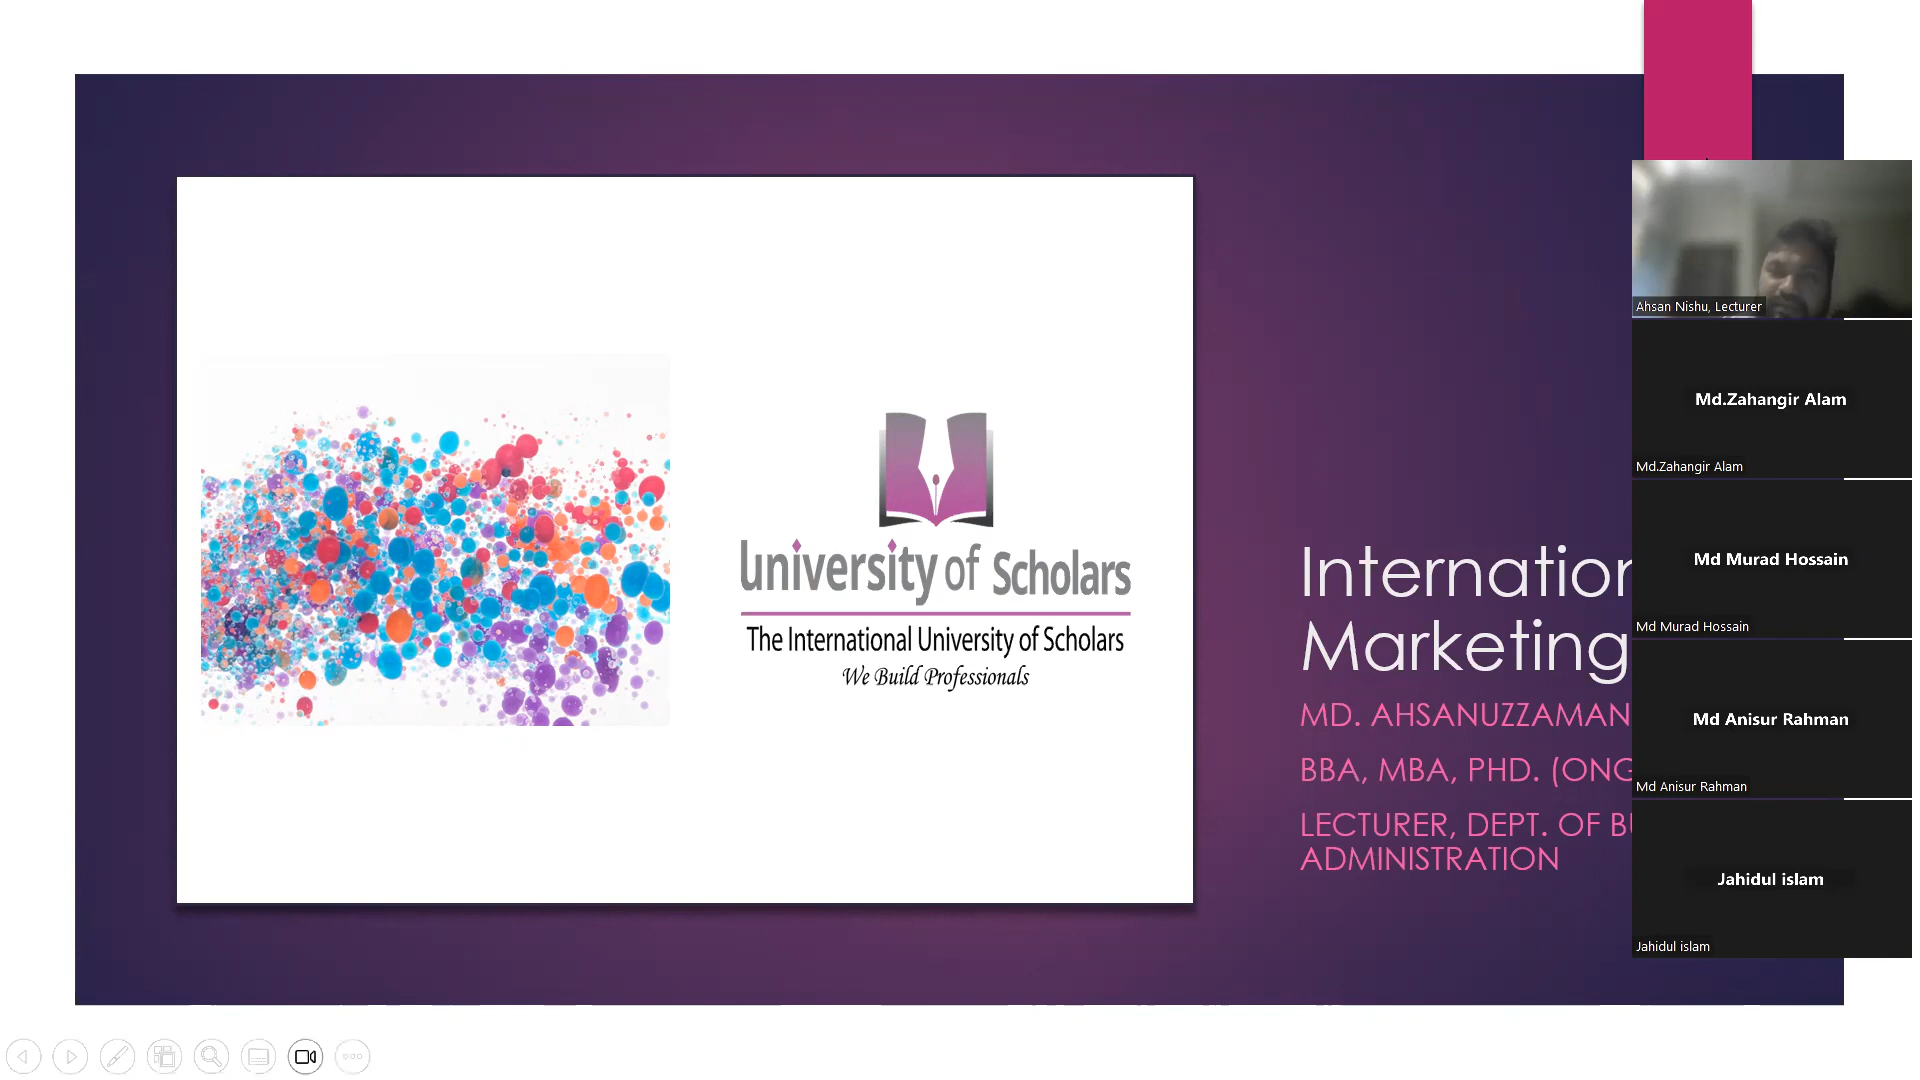 University of Scholars
The International University of Scholars
We Build Professionals
Internation
Marketing
MD. AHSANUZZAMAN
BBA, MBA, PHD. (ONG
LECTURER, DEPT. OF BU
ADMINISTRATION
Ahsan Nishu, Lecturer
Md.Zahangir Alam
Md.Zahangir Alam
Md Murad Hossain
Md Murad Hossain
Md Anisur Rahman
Md Anisur Rahman
Jahidul islam
Jahidul islam